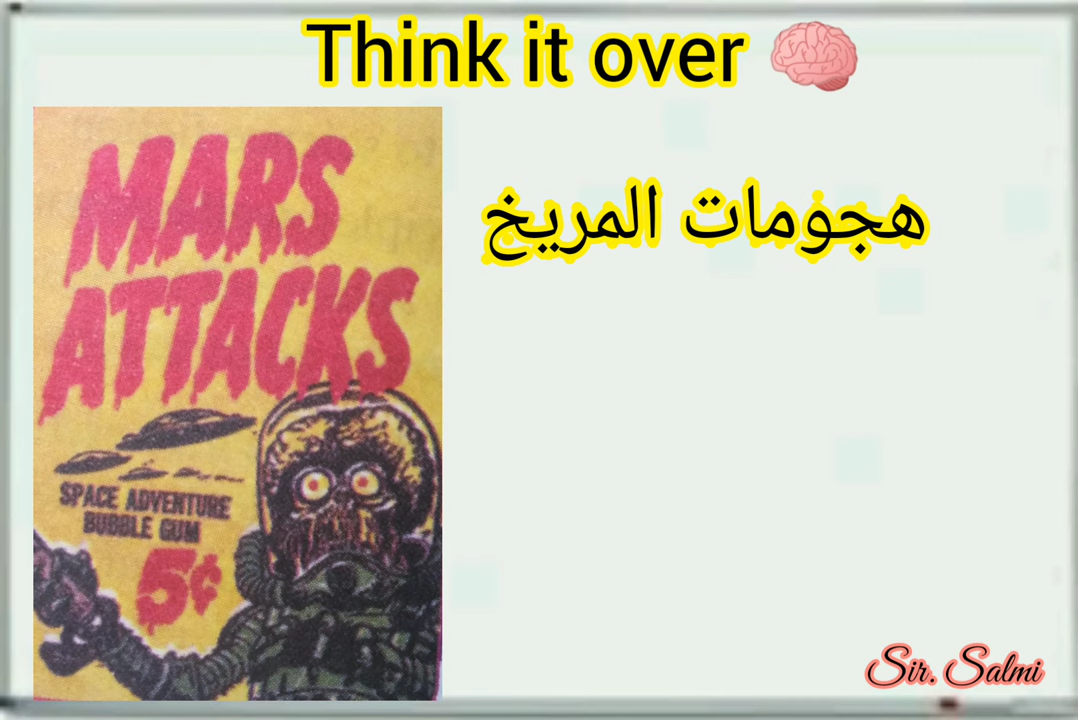 Think it over
هجومات المريخ
MARS
ATTACKS
SPACE ADVENTURE
BUBBLE GUM
5¢
Sir. Salmi